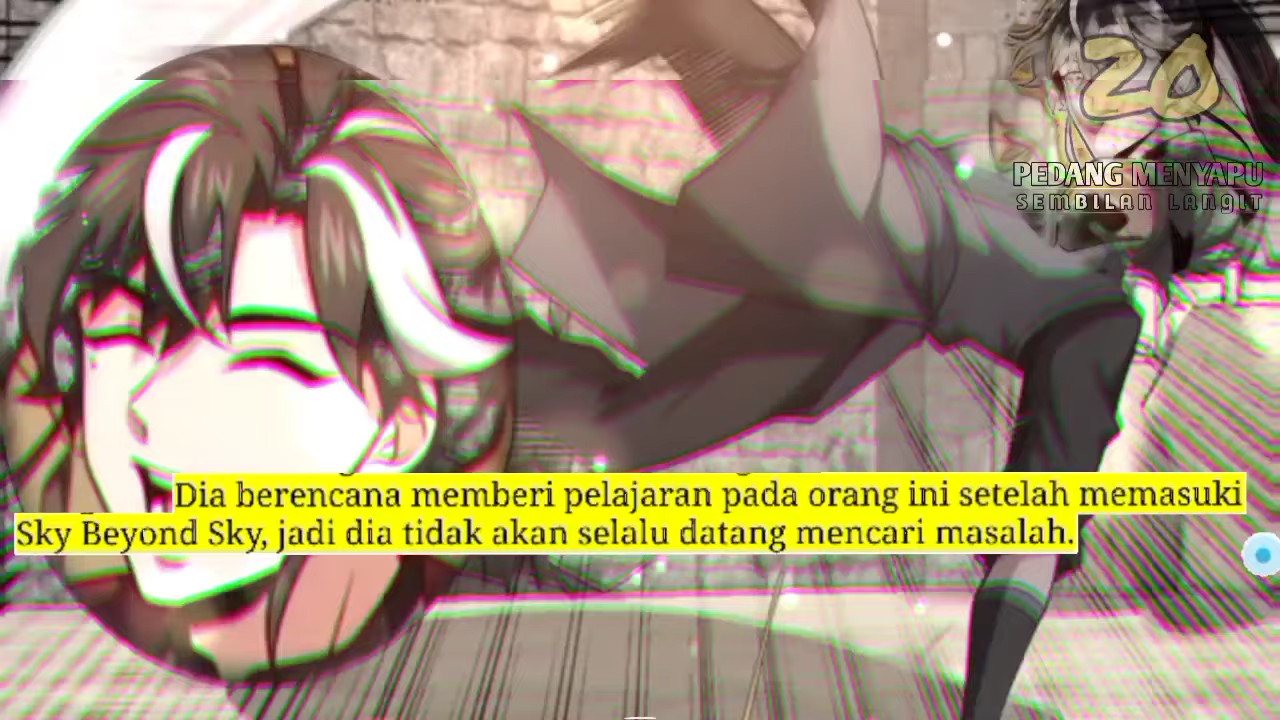 20
PEDANG MENYAPU
SEMBILAN LANGIT
Dia berencana memberi pelajaran pada orang ini setelah memasuki
Sky Beyond Sky, jadi dia tidak akan selalu datang mencari masalah.